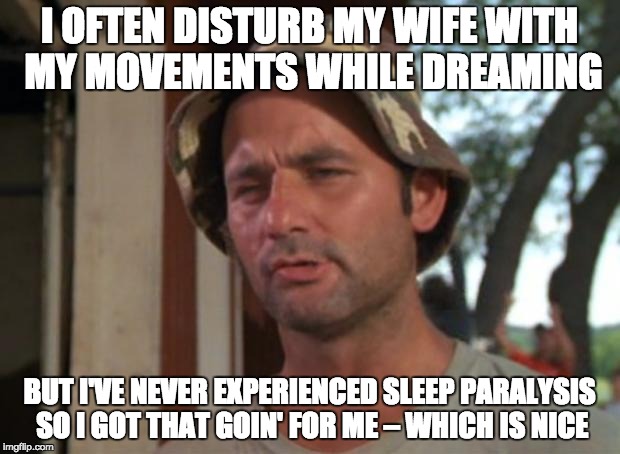 I OFTEN DISTURB MY WIFE WITH
MY MOVEMENTS WHILE DREAMING
BUT I'VE NEVER EXPERIENCED SLEEP PARALYSIS
SO I GOT THAT GOIN' FOR ME – WHICH IS NICE
imgflip.com